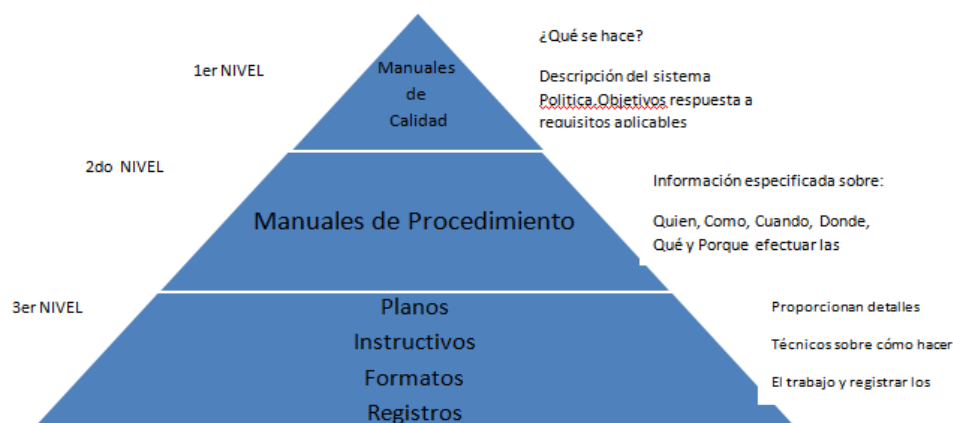 1er NIVEL
Manuales
de
Calidad
¿Qué se hace?
Descripción del sistema
Politica.Objetivos respuesta a
requisitos aplicables
2do NIVEL
Manuales de Procedimiento
Información especificada sobre:
Quien, Como, Cuando, Donde,
Qué y Porque efectuar las
3er NIVEL
Planos
Instructivos
Formatos
Registros
Proporcionan detalles
Técnicos sobre cómo hacer
El trabajo y registrar los